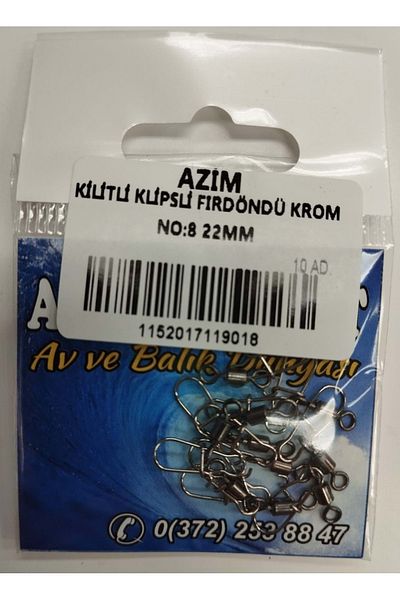 AZİM
KİLİTLİ KLİPSLİ FIRDÖNDÜ KROM
NO:8 22MM
10 AD.
1152017119018
Av ve Balık Dünyası
0(372) 253 88 47